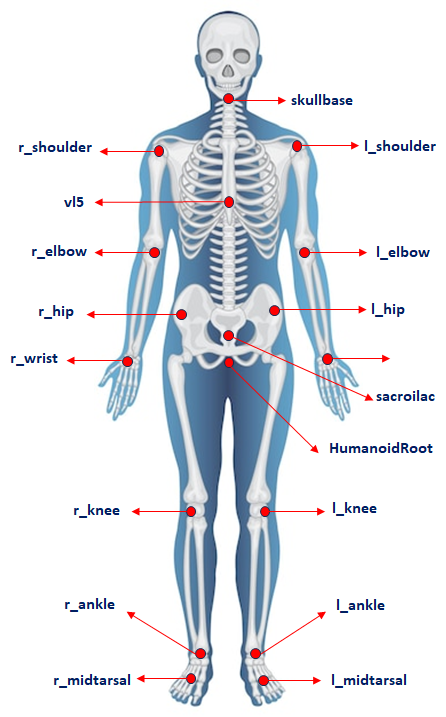 skullbase
r_shoulder
l_shoulder
vl5
r_elbow
l_elbow
r_hip
l_hip
r_wrist
sacroilac
HumanoidRoot
r_knee
l_knee
r_ankle
l_ankle
r_midtarsal
l_midtarsal